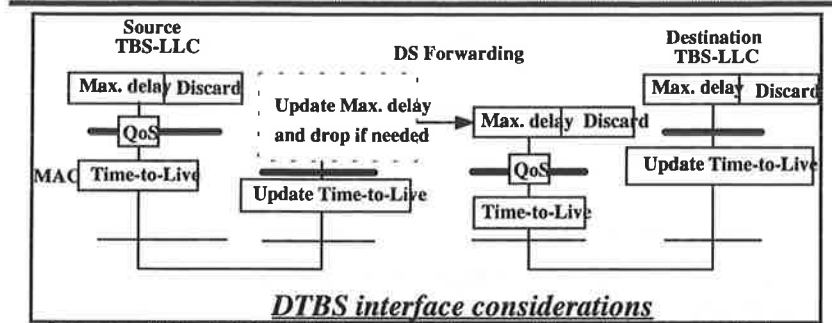 Source
TBS-LLC
DS Forwarding
Destination
TBS-LLC
Max. delay Discard
Update Max. delay
and drop if needed
Max. delay Discard
Max. delay Discard
QoS
QoS
MAC Time-to-Live
Update Time-to-Live
Time-to-Live
Update Time-to-Live
DTBS interface considerations